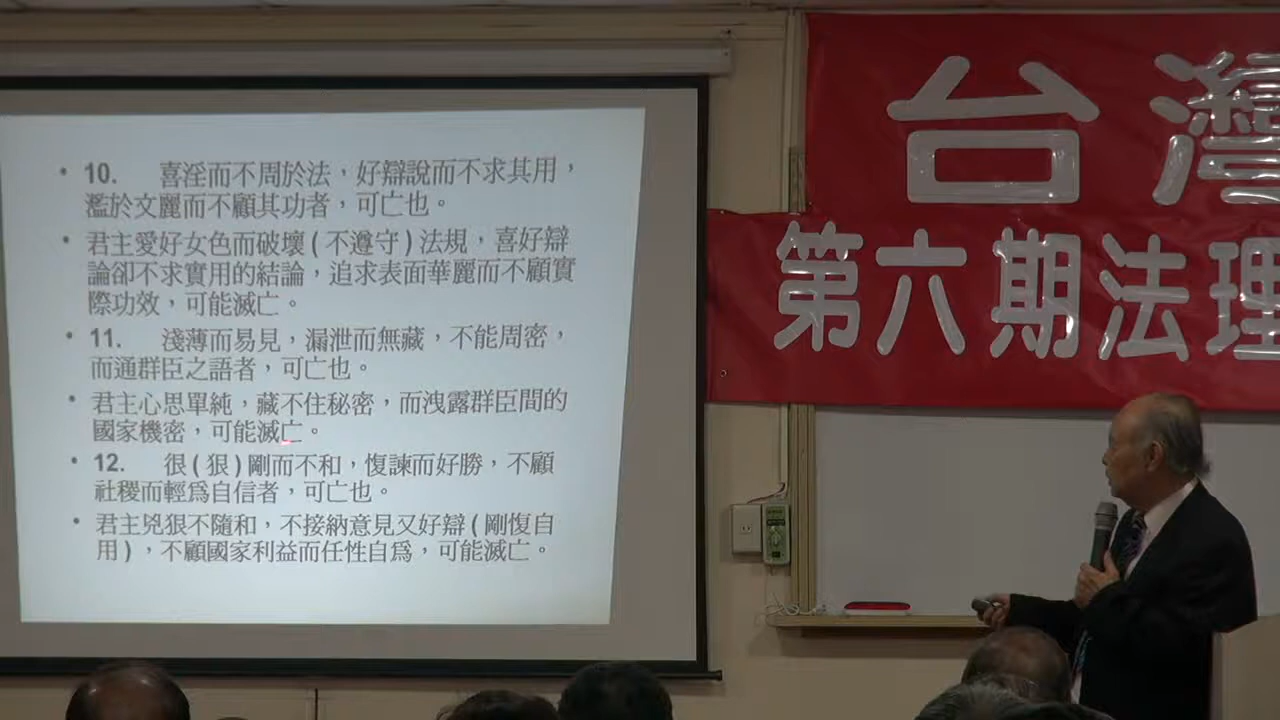 • 10. 喜淫而不周於法，好辯說而不求其用，
濫於文麗而不顧其功者，可亡也。
• 君主愛好女色而破壞(不遵守)法規，喜好辯
論卻不求實用的結論，追求表面華麗而不顧實
際功效，可能滅亡。
• 11. 淺薄而易見，漏泄而無藏，不能周密，
而通群臣之語者，可亡也。
• 君主心思單純，藏不住秘密，而洩露群臣間的
國家機密，可能滅亡。
• 12. 很(狠)剛而不和，愎諫而好勝，不顧
社稷而輕為自信者，可亡也。
• 君主兇狠不隨和，不接納意見又好辯(剛愎自
用)，不顧國家利益而任性自為，可能滅亡。
台灣
第六期法理